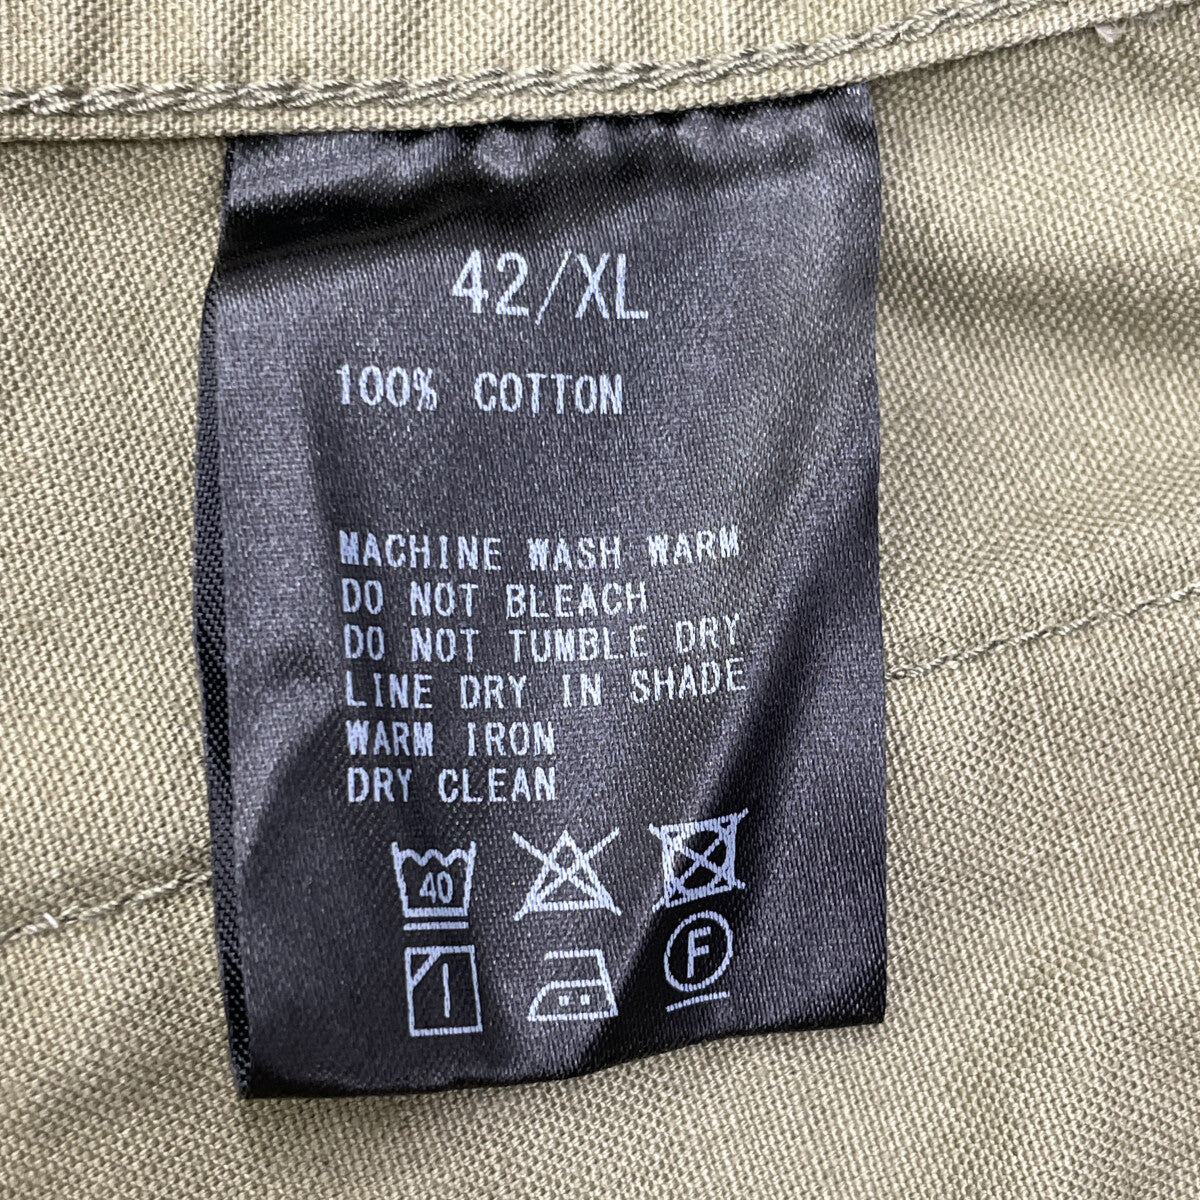 42/XL
100% COTTON
MACHINE WASH WARM
DO NOT BLEACH
DO NOT TUMBLE DRY
LINE DRY IN SHADE
WARM IRON
DRY CLEAN
40
F